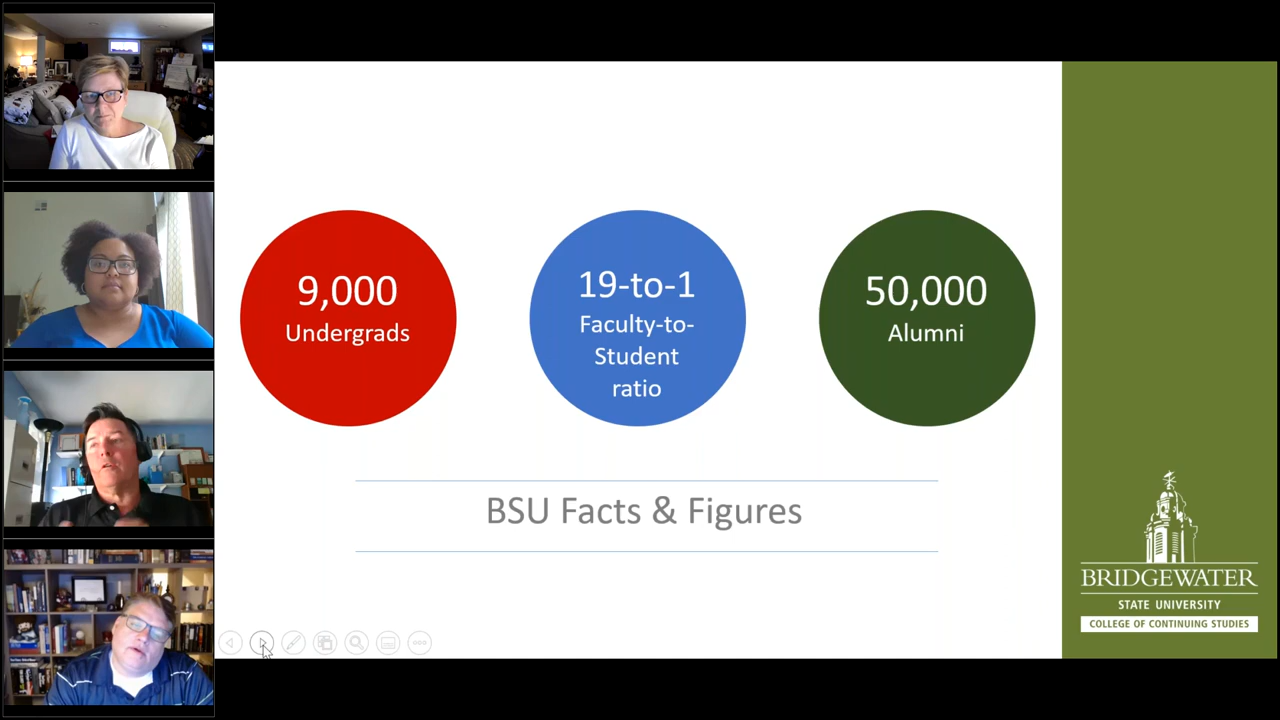 9,000
Undergrads
19-to-1
Faculty-to-
Student
ratio
50,000
Alumni
BSU Facts & Figures
BRIDGEWATER
STATE UNIVERSITY
COLLEGE OF CONTINUING STUDIES